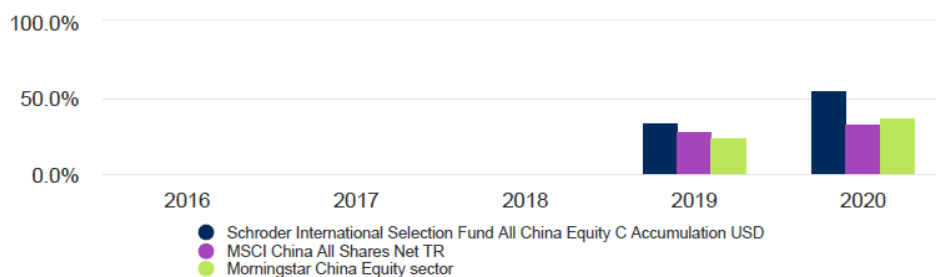 100.0%
50.0%
0.0%
2016 2017 2018 2019 2020
Schroder International Selection Fund All China Equity C Accumulation USD
MSCI China All Shares Net TR
Morningstar China Equity sector